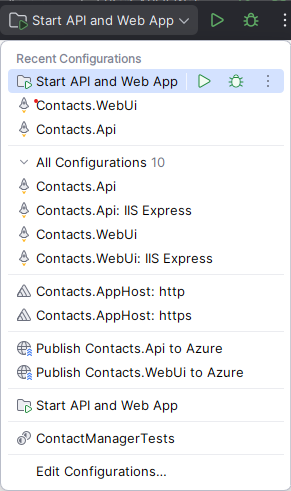 Start API and Web App
Recent Configurations
Start API and Web App
Contacts.WebUi
Contacts.Api
All Configurations 10
Contacts.Api
Contacts.Api: IIS Express
Contacts.WebUi
Contacts.WebUi: IIS Express
Contacts.AppHost: http
Contacts.AppHost: https
Publish Contacts.Api to Azure
Publish Contacts.WebUi to Azure
Start API and Web App
ContactManagerTests
Edit Configurations...